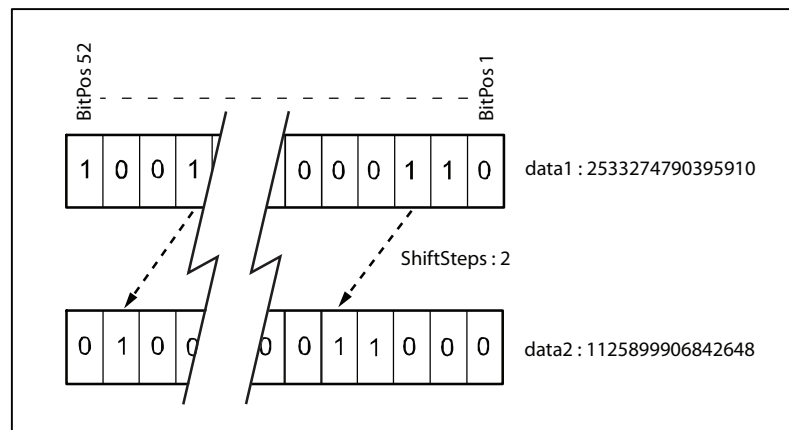 BitPos 52
BitPos 1
1 0 0 1 0 0 0 1 1 0
data1 : 2533274790395910
ShiftSteps : 2
0 1 0 0 0 0 1 1 0 0 0
data2 : 1125899906842648